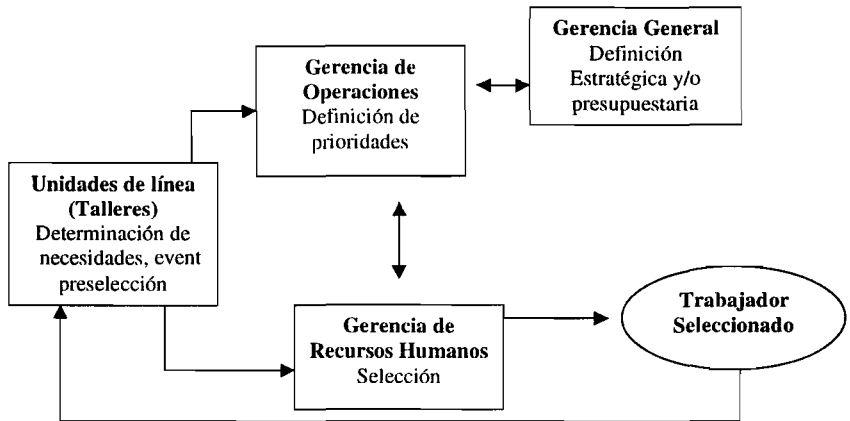 Gerencia General
Definición
Estratégica y/o
presupuestaria
Gerencia de
Operaciones
Definición de
prioridades
Unidades de línea
(Talleres)
Determinación de
necesidades, event
preselección
Gerencia de
Recursos Humanos
Selección
Trabajador
Seleccionado